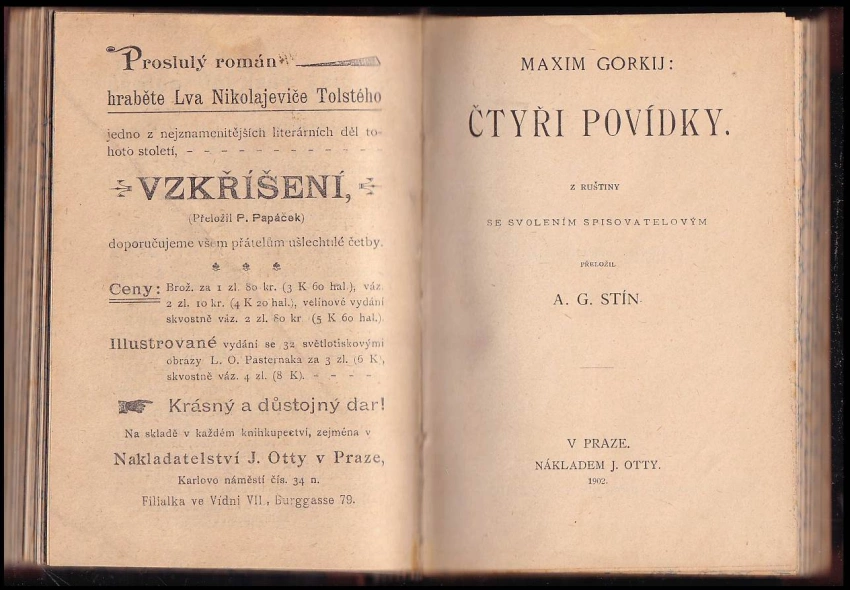 Proslulý román
hraběte Lva Nikolajeviče Tolstého
jedno z nejznamenitějších literárních děl to-
hoto století, - - - - - - - - - - -
VZKŘÍŠENÍ,
(Přeložil P. Papáček)
doporučujeme všem přátelům ušlechtilé četby.
Ceny: Brož. za 1 zl. 80 kr. (3 K 60 hal.), váz.
2 zl. 10 kr. (4 K 20 hal.), velínové vydání
skvostně váz. 2 zl. 80 kr. (5 K 60 hal.).
Illustrované vydání se 32 světlotiskovými
obrazy L. O. Pasternaka za 3 zl. (6 K),
skvostně váz. 4 zl. (8 K). - - - -
Krásný a důstojný dar!
Na skladě v každém knihkupectví, zejména v
Nakladatelství J. Otty v Praze,
Karlovo náměstí čís. 34 n.
Filialka ve Vídni VII., Burggasse 79.
MAXIM GORKIJ:
ČTYŘI POVÍDKY.
Z RUŠTINY
SE SVOLENÍM SPISOVATELOVÝM
PŘELOŽIL
A. G. STÍN.
V PRAZE.
NÁKLADEM J. OTTY.
1902.